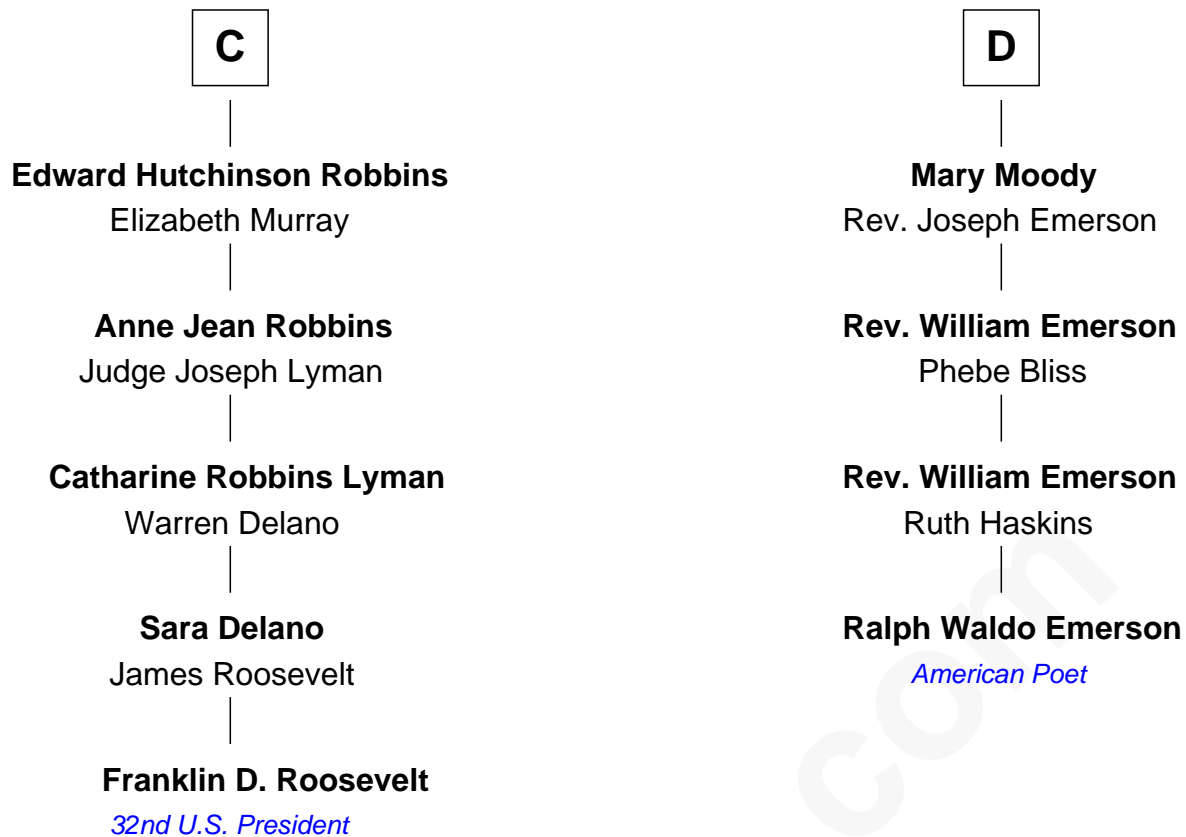 C
Edward Hutchinson Robbins
Elizabeth Murray
Anne Jean Robbins
Judge Joseph Lyman
Catharine Robbins Lyman
Warren Delano
Sara Delano
James Roosevelt
Franklin D. Roosevelt
32nd U.S. President
D
Mary Moody
Rev. Joseph Emerson
Rev. William Emerson
Phebe Bliss
Rev. William Emerson
Ruth Haskins
Ralph Waldo Emerson
American Poet
com